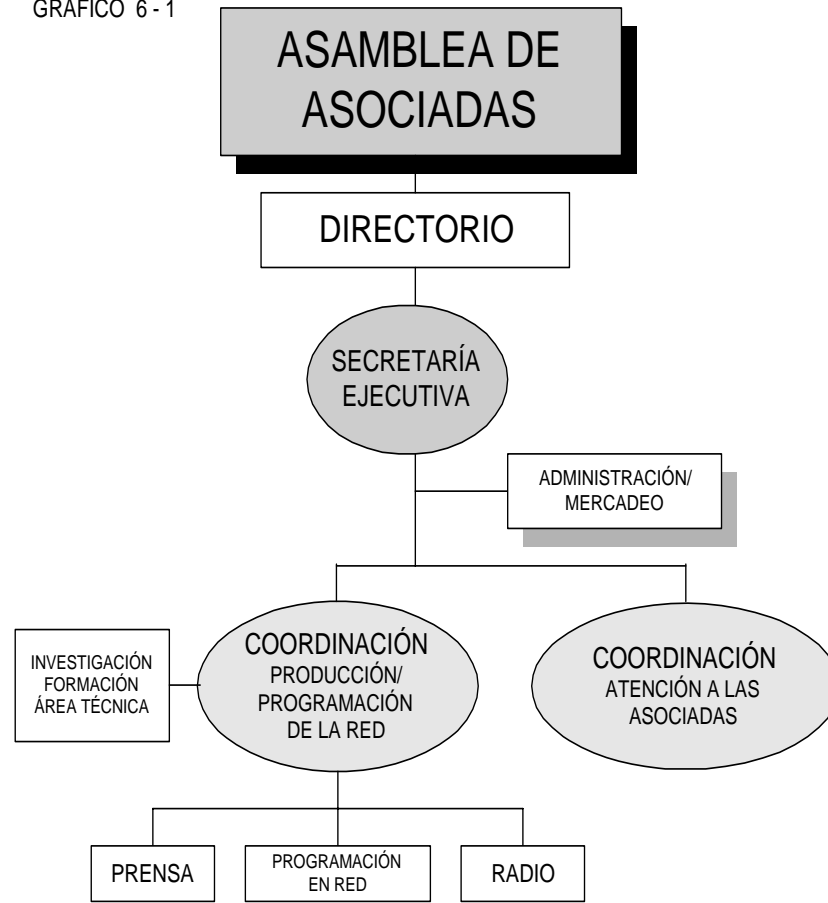 GRÁFICO 6 - 1
ASAMBLEA DE
ASOCIADAS
DIRECTORIO
SECRETARÍA
EJECUTIVA
ADMINISTRACIÓN/
MERCADEO
INVESTIGACIÓN
FORMACIÓN
ÁREA TÉCNICA
COORDINACIÓN
PRODUCCIÓN/
PROGRAMACIÓN
DE LA RED
COORDINACIÓN
ATENCIÓN A LAS
ASOCIADAS
PRENSA
PROGRAMACIÓN
EN RED
RADIO